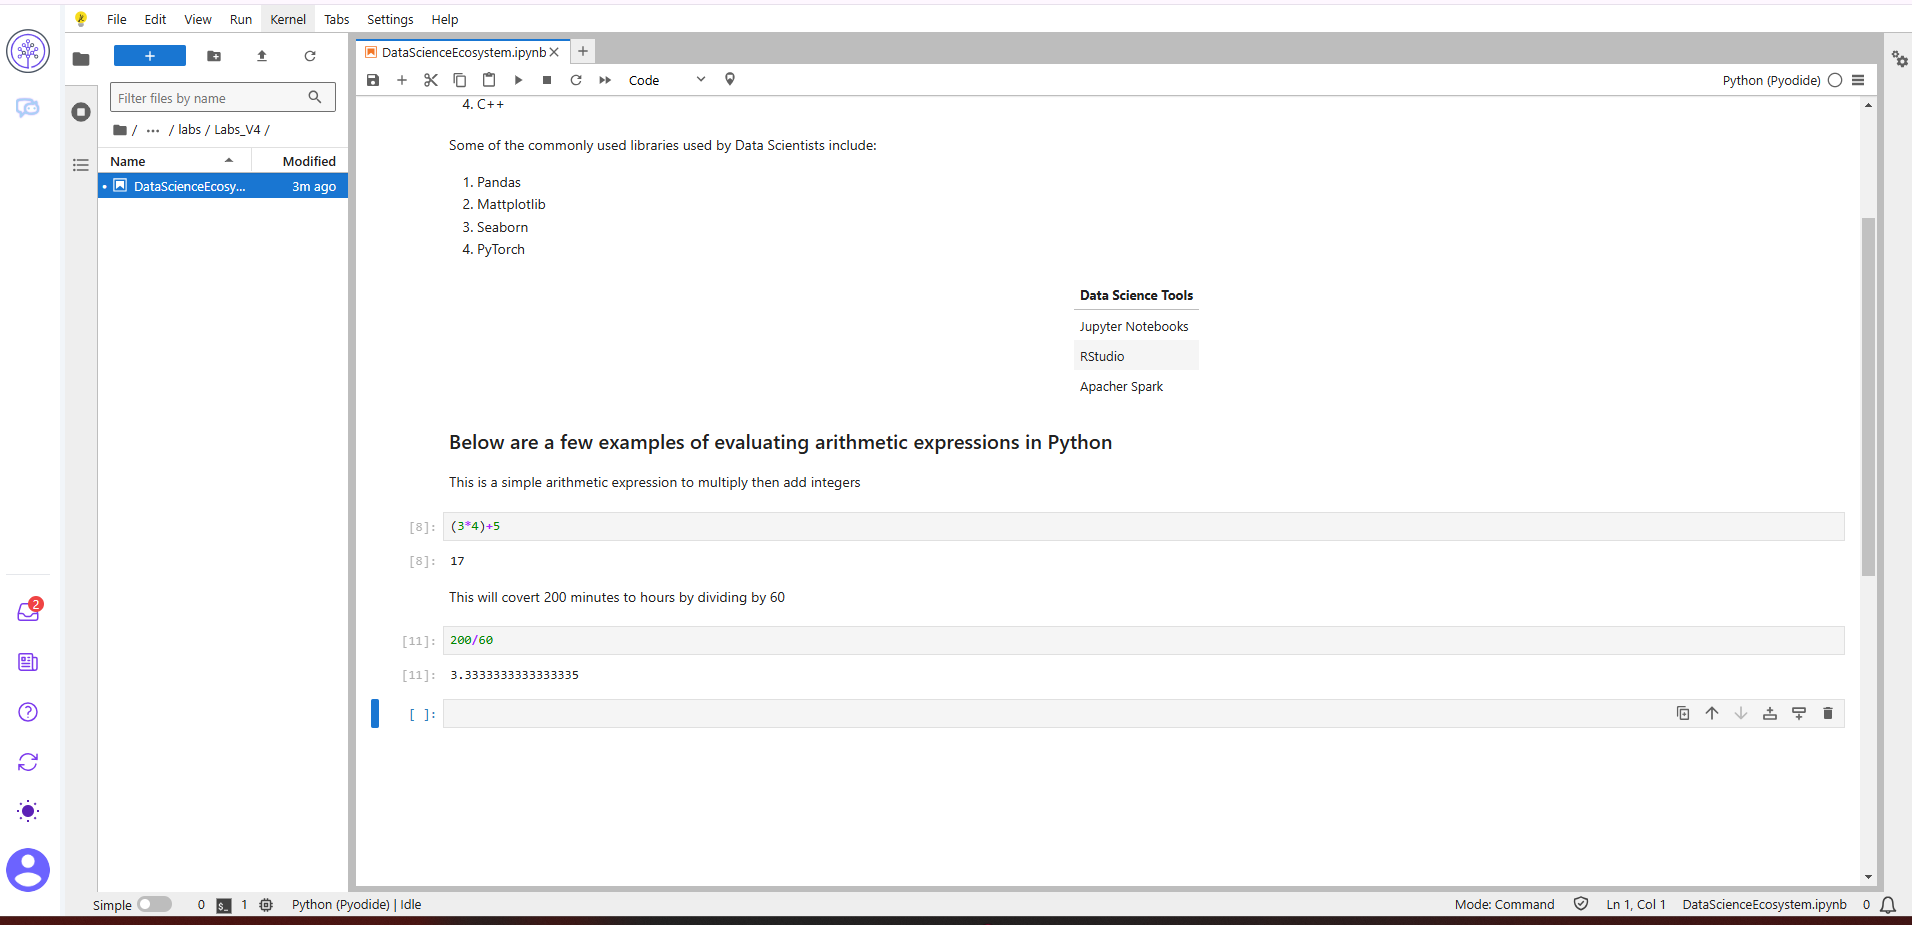 File Edit View Run Kernel Tabs Settings Help
DataScienceEcosystem.ipynb
Filter files by name
Code
Python (Pyodide)
/ ... / labs / Labs_V4 /
Name Modified
DataScienceEcosy... 3m ago
4. C++
Some of the commonly used libraries used by Data Scientists include:
1. Pandas
2. Mattplotlib
3. Seaborn
4. PyTorch
Data Science Tools
Jupyter Notebooks
RStudio
Apacher Spark
Below are a few examples of evaluating arithmetic expressions in Python
This is a simple arithmetic expression to multiply then add integers
[8]: (3*4)+5
[8]: 17
This will covert 200 minutes to hours by dividing by 60
[11]: 200/60
[11]: 3.3333333333333335
[ ]:
2
Simple 0 $_ 1 Python (Pyodide) | Idle Mode: Command Ln 1, Col 1 DataScienceEcosystem.ipynb 0